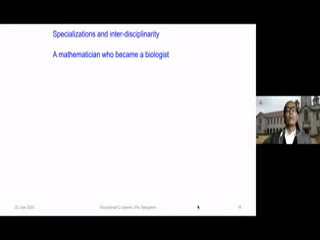 Specializations and inter-disciplinarity
A mathematician who became a biologist